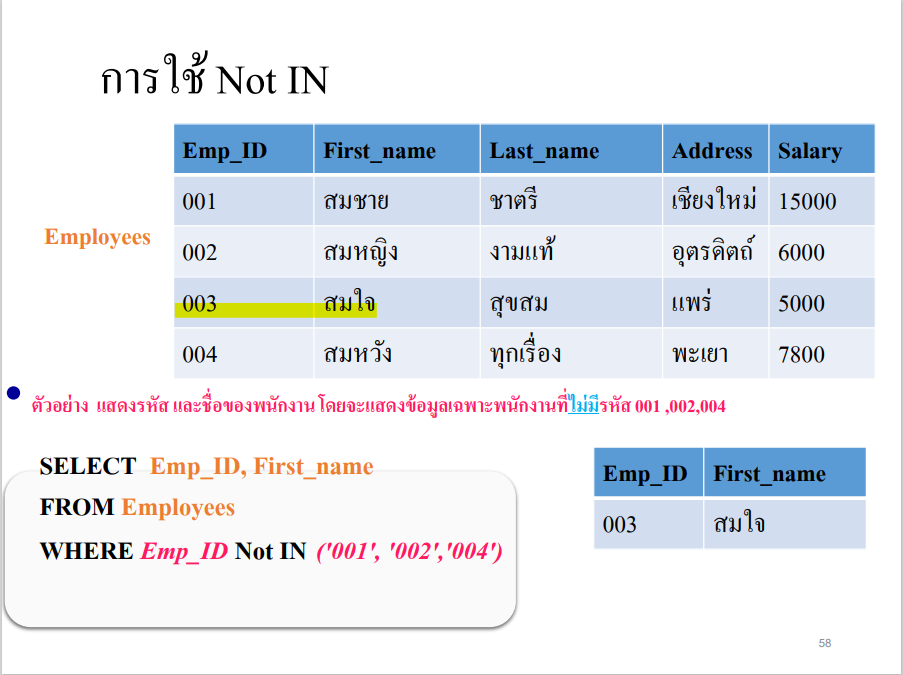 การใช้ Not IN
Emp_ID First_name Last_name Address Salary
001 สมชาย ชาตรี เชียงใหม่ 15000
Employees
002 สมหญิง งามแท้ อุตรดิตถ์ 6000
003 สมใจ สุขสม แพร่ 5000
004 สมหวัง ทุกเรื่อง พะเยา 7800
ตัวอย่าง แสดงรหัส และชื่อของพนักงาน โดยจะแสดงข้อมูลเฉพาะพนักงานที่ไม่มีรหัส 001 ,002,004
SELECT Emp_ID, First_name
FROM Employees
WHERE Emp_ID Not IN ('001', '002','004')
Emp_ID First_name
003 สมใจ
58